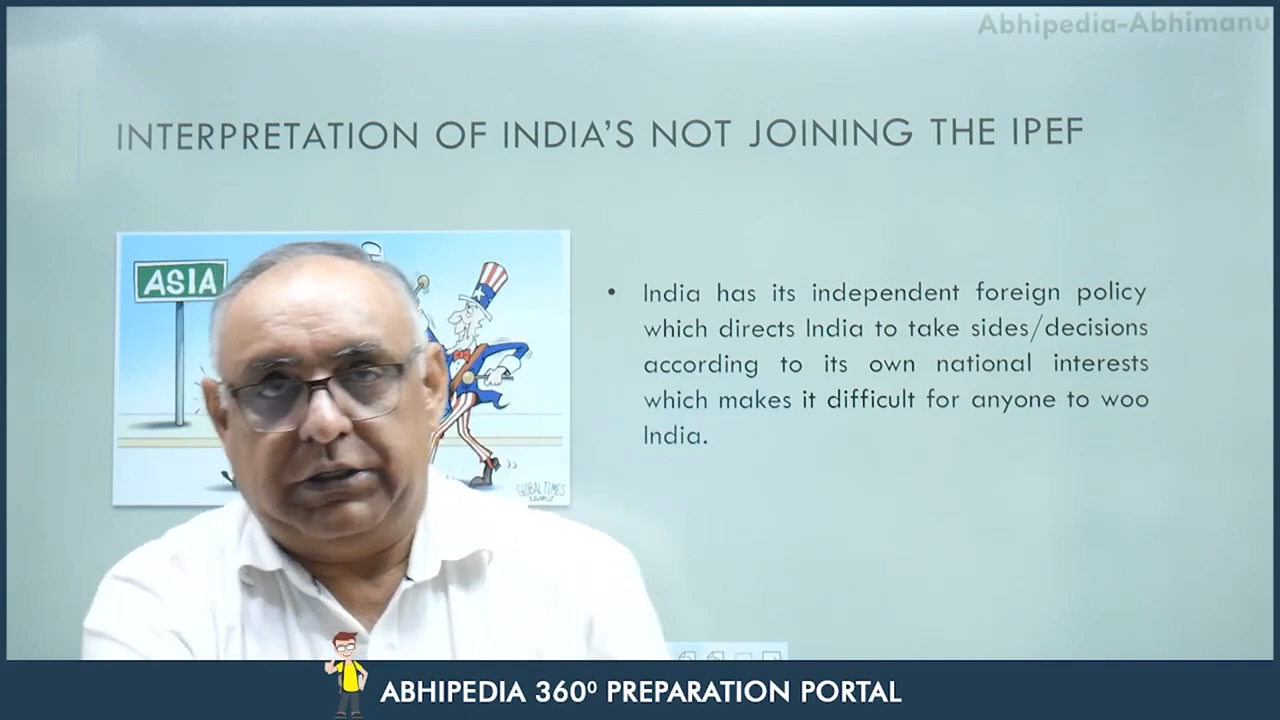 Abhipedia-Abhimanu
INTERPRETATION OF INDIA'S NOT JOINING THE IPEF
ASIA
• India has its independent foreign policy
which directs India to take sides/decisions
according to its own national interests
which makes it difficult for anyone to woo
India.
GLOBAL TIMES
ABHIPEDIA 360⁰ PREPARATION PORTAL